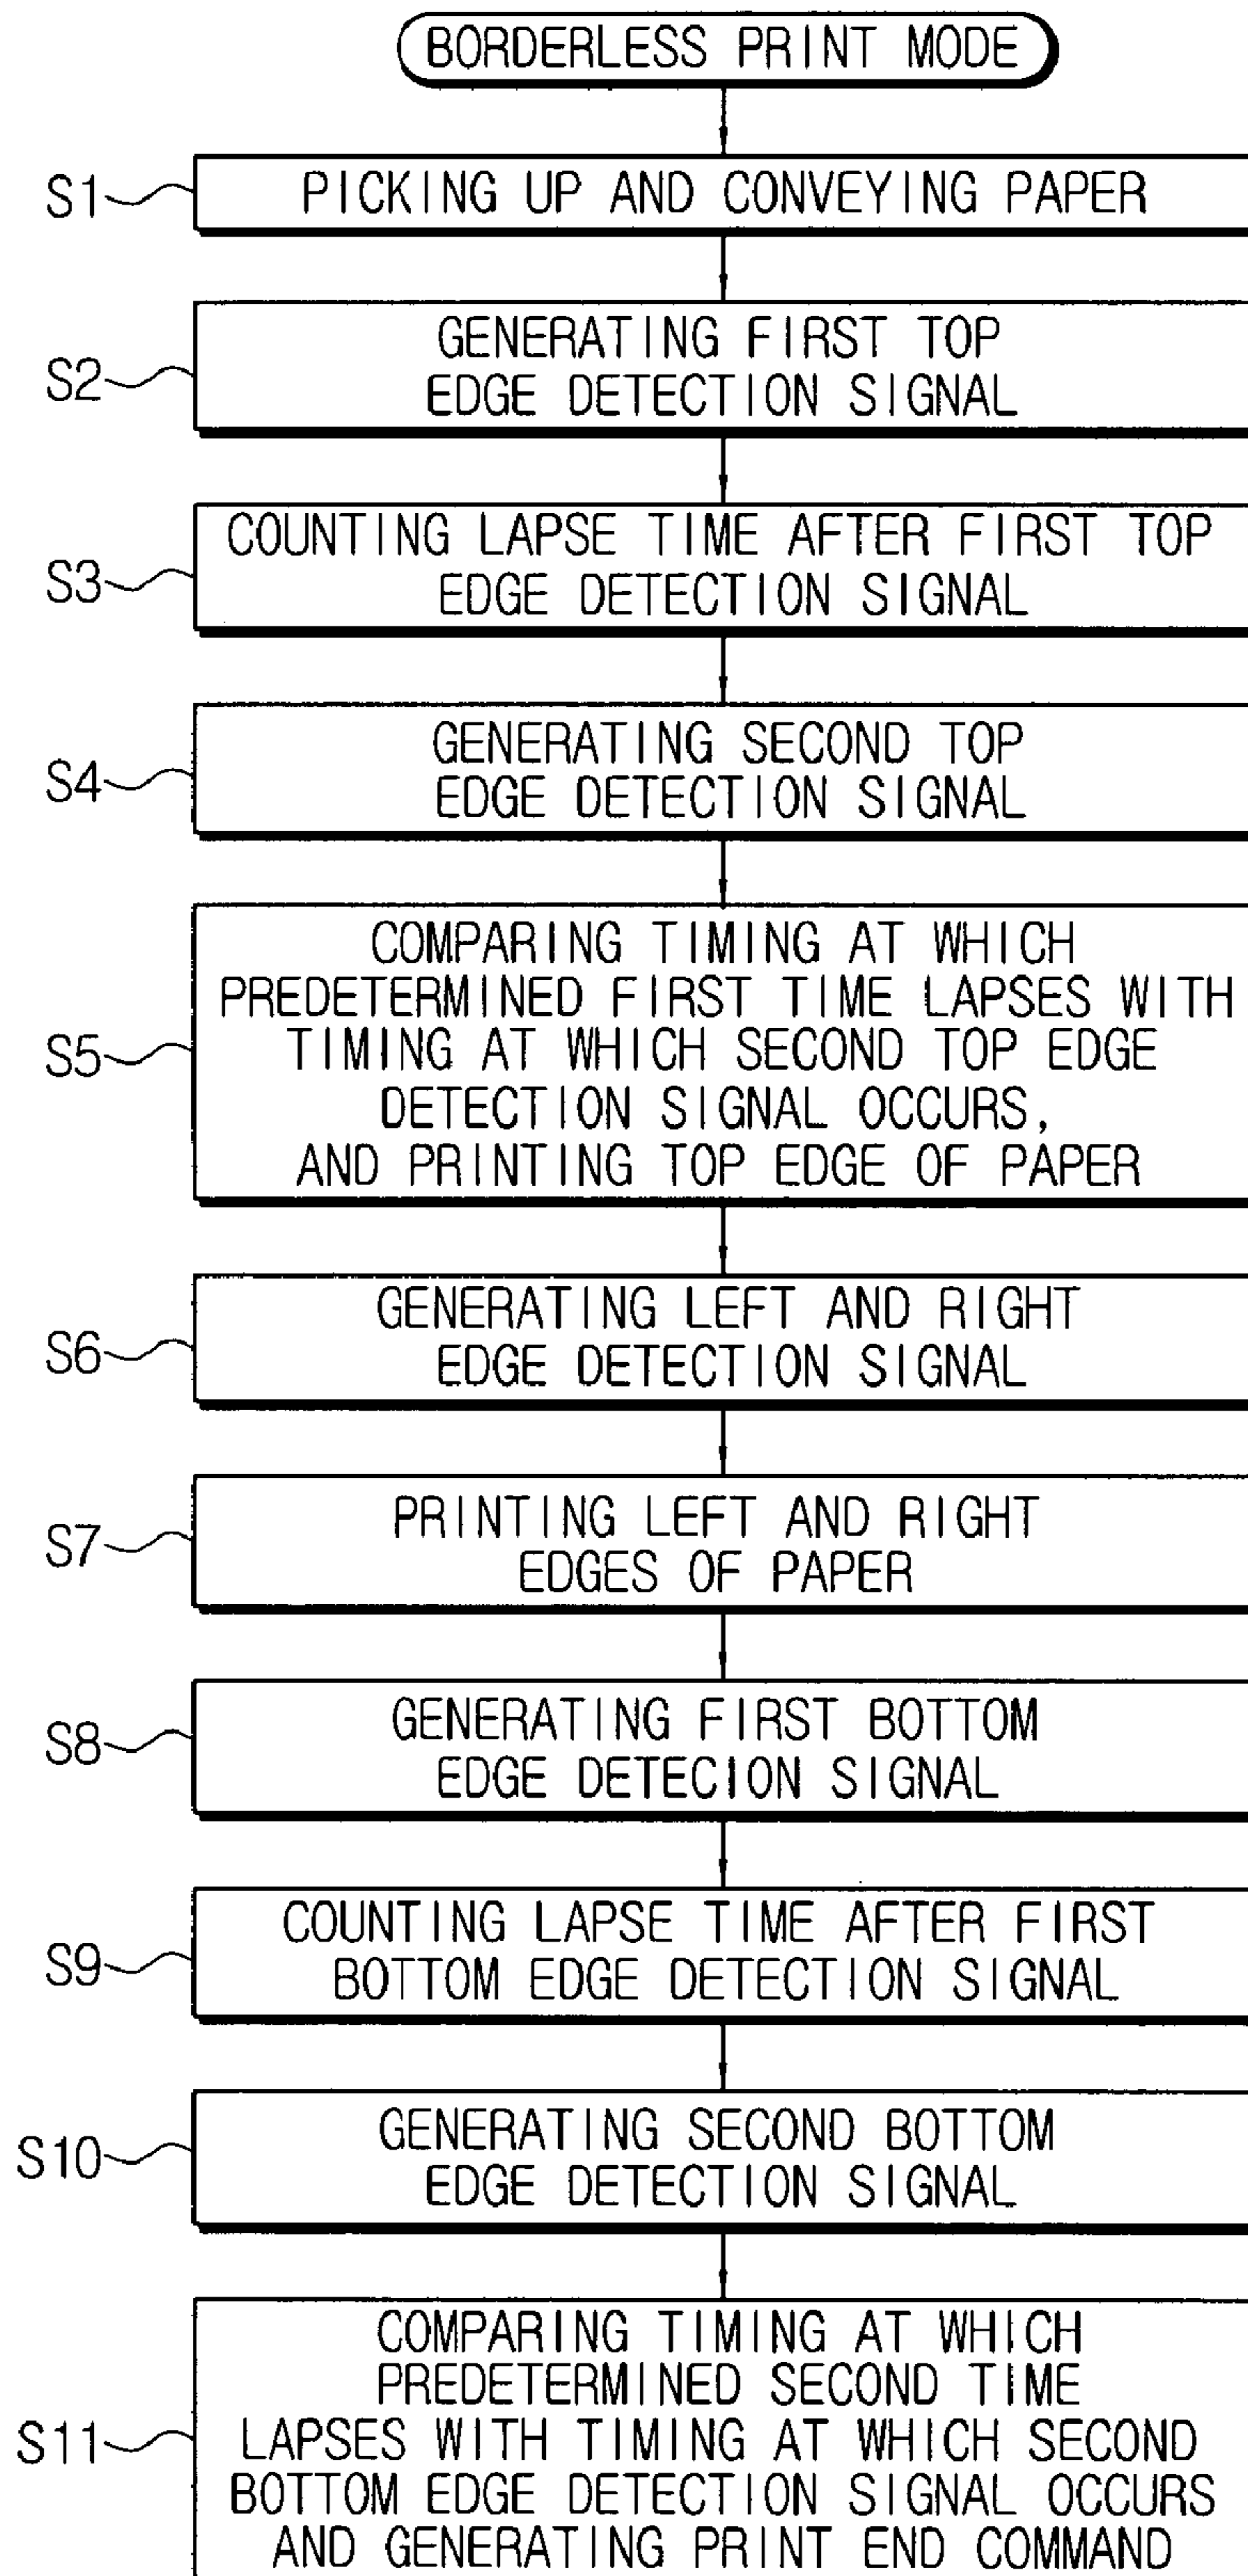 BORDERLESS PRINT MODE
S1
PICKING UP AND CONVEYING PAPER
S2
GENERATING FIRST TOP
EDGE DETECTION SIGNAL
S3
COUNTING LAPSE TIME AFTER FIRST TOP
EDGE DETECTION SIGNAL
S4
GENERATING SECOND TOP
EDGE DETECTION SIGNAL
S5
COMPARING TIMING AT WHICH
PREDETERMINED FIRST TIME LAPSES WITH
TIMING AT WHICH SECOND TOP EDGE
DETECTION SIGNAL OCCURS,
AND PRINTING TOP EDGE OF PAPER
S6
GENERATING LEFT AND RIGHT
EDGE DETECTION SIGNAL
S7
PRINTING LEFT AND RIGHT
EDGES OF PAPER
S8
GENERATING FIRST BOTTOM
EDGE DETECION SIGNAL
S9
COUNTING LAPSE TIME AFTER FIRST
BOTTOM EDGE DETECTION SIGNAL
S10
GENERATING SECOND BOTTOM
EDGE DETECTION SIGNAL
S11
COMPARING TIMING AT WHICH
PREDETERMINED SECOND TIME
LAPSES WITH TIMING AT WHICH SECOND
BOTTOM EDGE DETECTION SIGNAL OCCURS
AND GENERATING PRINT END COMMAND